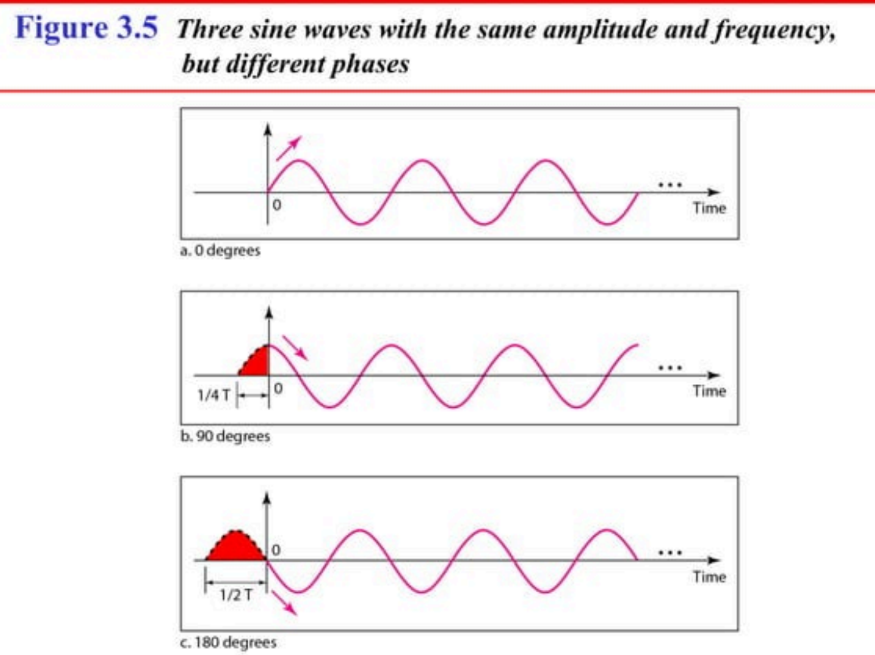 Figure 3.5 Three sine waves with the same amplitude and frequency,
but different phases
...
0
Time
a. 0 degrees
...
1/4 T
0
Time
b. 90 degrees
0
...
Time
1/2 T
c. 180 degrees